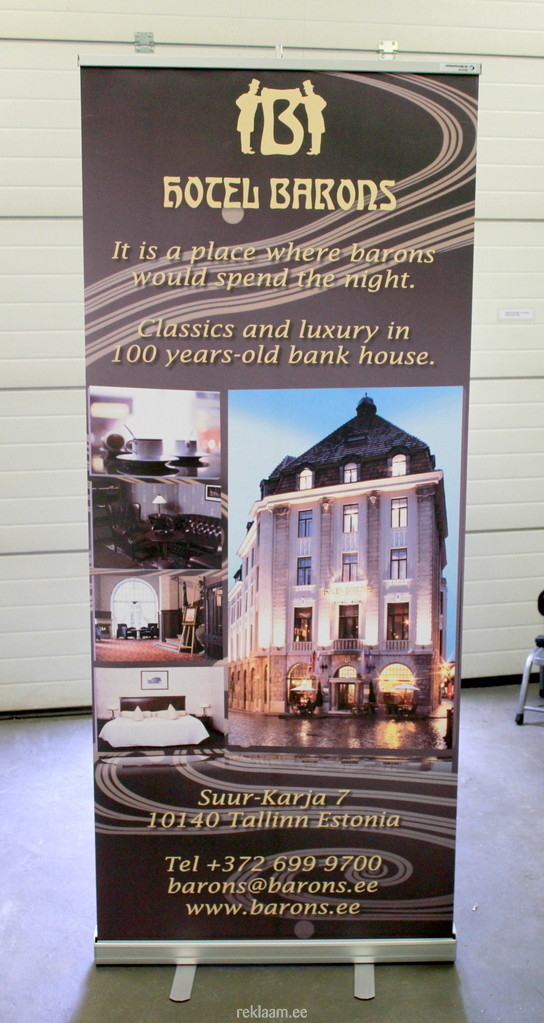 B
HOTEL BARONS
It is a place where barons
would spend the night.
Classics and luxury in
100 years-old bank house.
Suur-Karja 7
10140 Tallinn Estonia
Tel +372 699 9700
barons@barons.ee
www.barons.ee
reklaam.ee